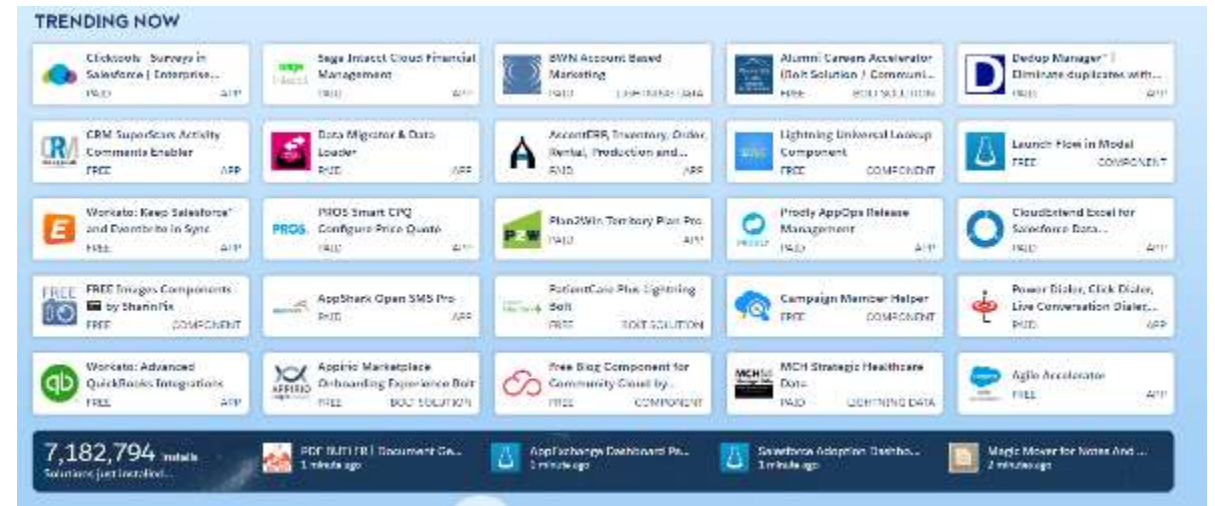 TRENDING NOW
Clicktools - Surveys in
Salesforce | Enterprise...
PAID APP
Sage Intacct Cloud Financial
Management
PAID APP
BWN Account Based
Marketing
PAID LIGHTNING DATA
Alumni Careers Accelerator
(Bolt Solution / Communi...
FREE BOLT SOLUTION
Dedup Manager™ |
Eliminate duplicates with...
PAID APP
CRM SuperStars Activity
Comments Enabler
FREE APP
Data Migrator & Data
Loader
PAID APP
AccentERP, Inventory, Order,
Rental, Production and...
PAID APP
Lightning Universal Lookup
Component
FREE COMPONENT
Launch Flow in Modal
FREE COMPONENT
Workato: Keep Salesforce®
and Eventbrite in Sync
FREE APP
PROS
PROS Smart CPQ
Configure Price Quote
PAID APP
P2W
Plan2Win Territory Plan Pro
PAID APP
Prodly AppOps Release
Management
PAID APP
CloudExtend Excel for
Salesforce Data...
PAID APP
FREE
FREE Images Components
by SharinPix
FREE COMPONENT
AppShark Open SMS Pro
PAID APP
PatientCare Plus Lightning
Bolt
FREE BOLT SOLUTION
Campaign Member Helper
FREE COMPONENT
Power Dialer, Click Dialer,
Live Conversation Dialer,...
PAID APP
qb
Workato: Advanced
QuickBooks Integrations
FREE APP
APPIRIO
Appirio Marketplace
Onboarding Experience Bolt
FREE BOLT SOLUTION
Free Blog Component for
Community Cloud by...
FREE COMPONENT
MCH Strategic Healthcare
Data
PAID LIGHTNING DATA
Agile Accelerator
FREE APP
7,182,794 Installs
Solutions just installed...
PDF BUTLER | Document Ge...
1 minute ago
AppExchange Dashboard Pa...
1 minute ago
Salesforce Adoption Dashbo...
1 minute ago
Magic Mover for Notes And ...
2 minutes ago